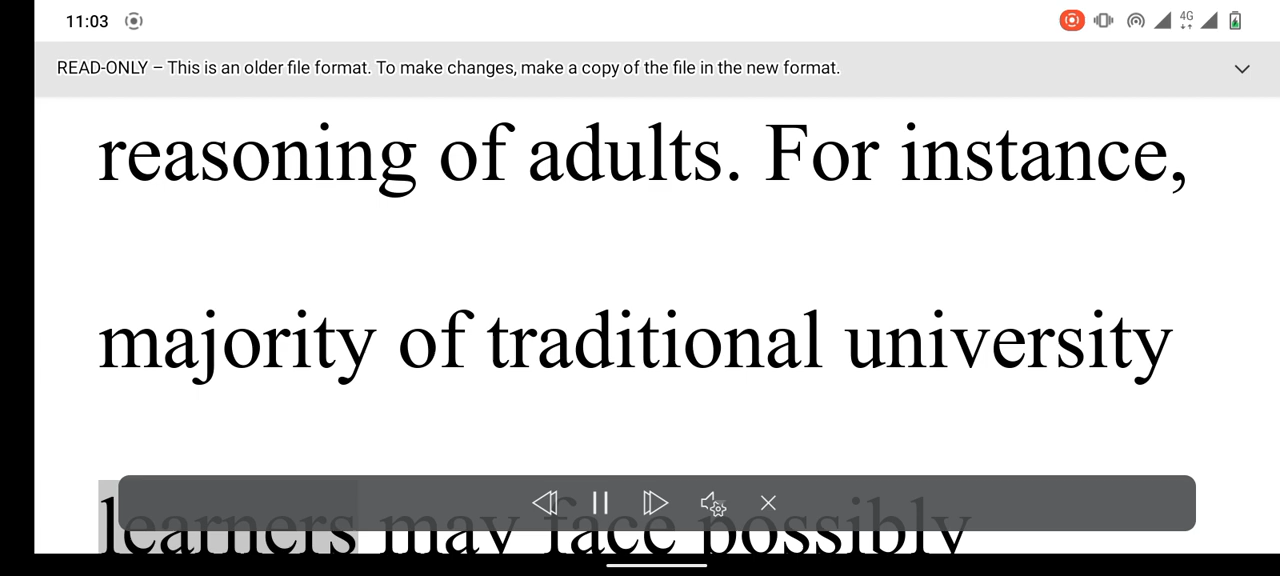 11:03
4G
READ-ONLY – This is an older file format. To make changes, make a copy of the file in the new format.
reasoning of adults. For instance,
majority of traditional university
learners may face possibly